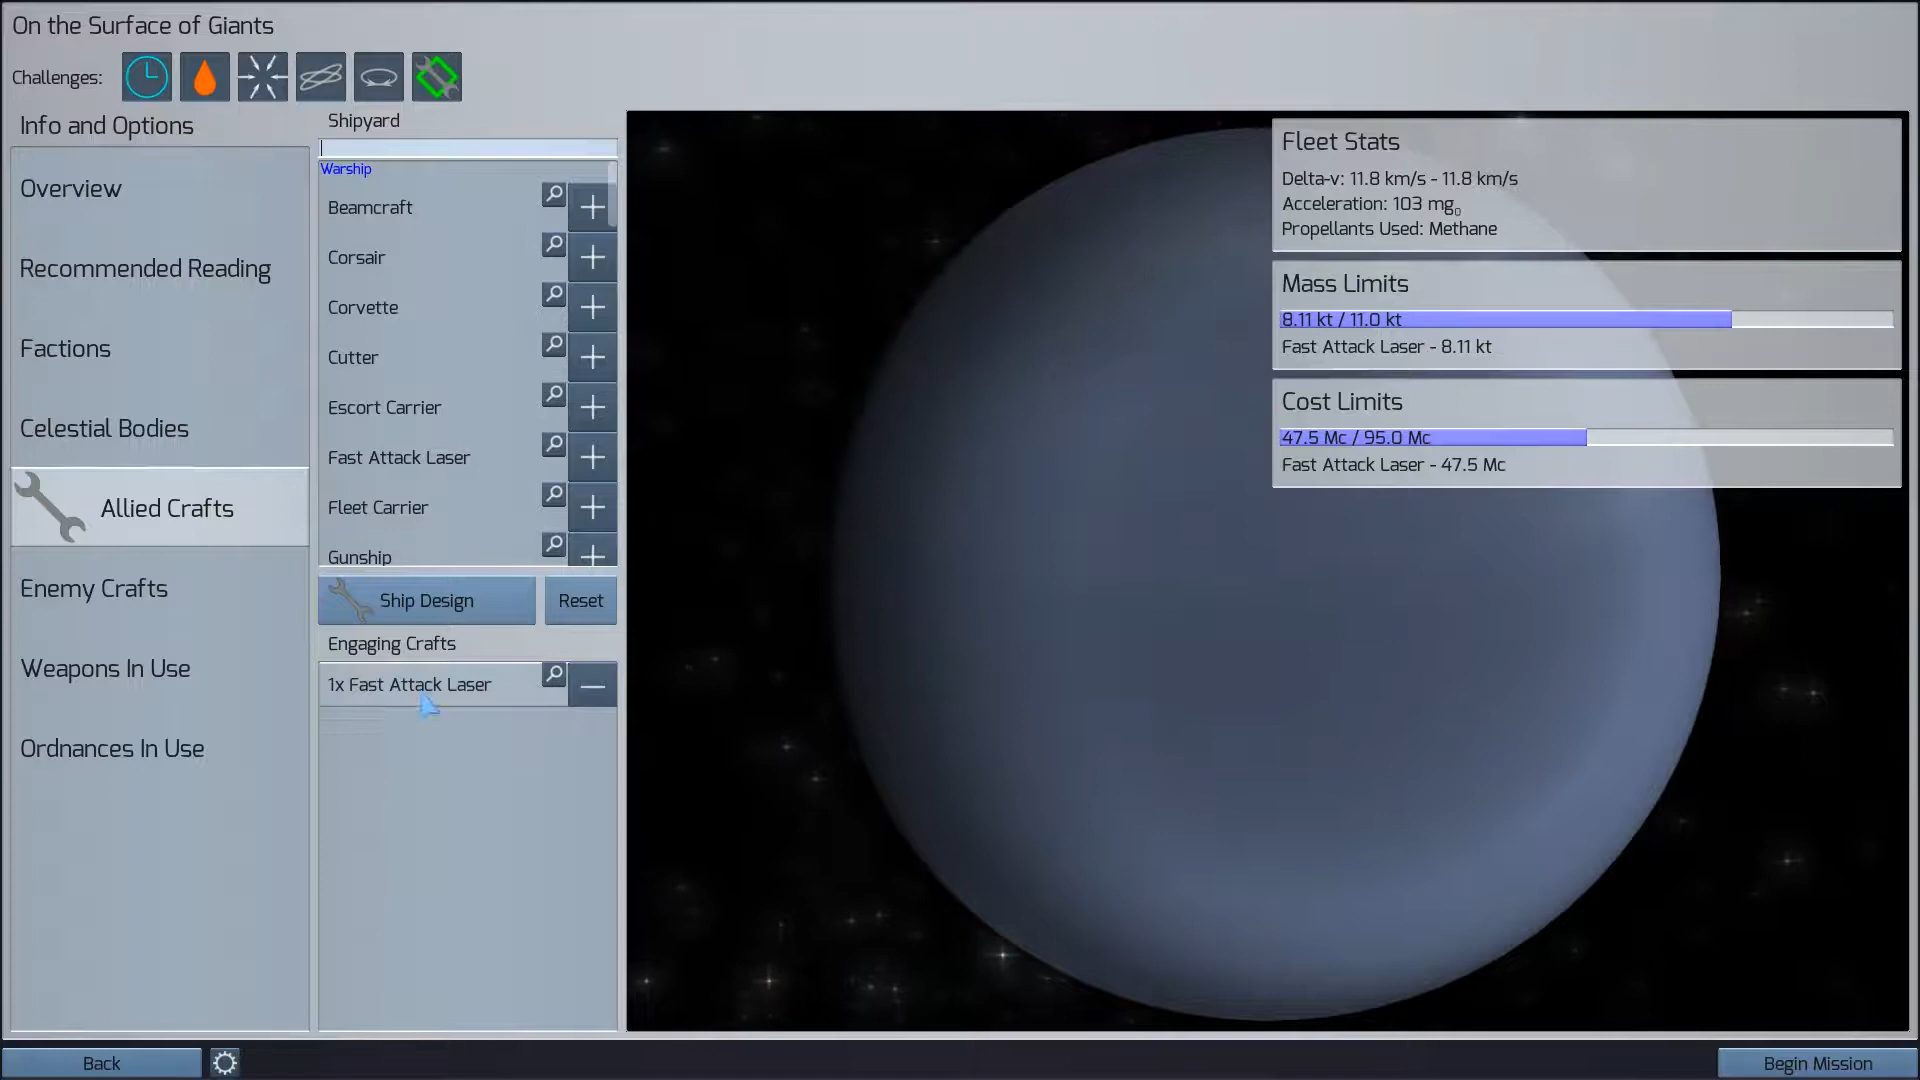 On the Surface of Giants
Challenges:
Info and Options
Overview
Recommended Reading
Factions
Celestial Bodies
Allied Crafts
Enemy Crafts
Weapons In Use
Ordnances In Use
Shipyard
Warship
Beamcraft
Corsair
Corvette
Cutter
Escort Carrier
Fast Attack Laser
Fleet Carrier
Gunship
Ship Design
Reset
Engaging Crafts
1x Fast Attack Laser
Fleet Stats
Delta-v: 11.8 km/s - 11.8 km/s
Acceleration: 103 mg₀
Propellants Used: Methane
Mass Limits
8.11 kt / 11.0 kt
Fast Attack Laser - 8.11 kt
Cost Limits
47.5 Mc / 95.0 Mc
Fast Attack Laser - 47.5 Mc
Back
Begin Mission